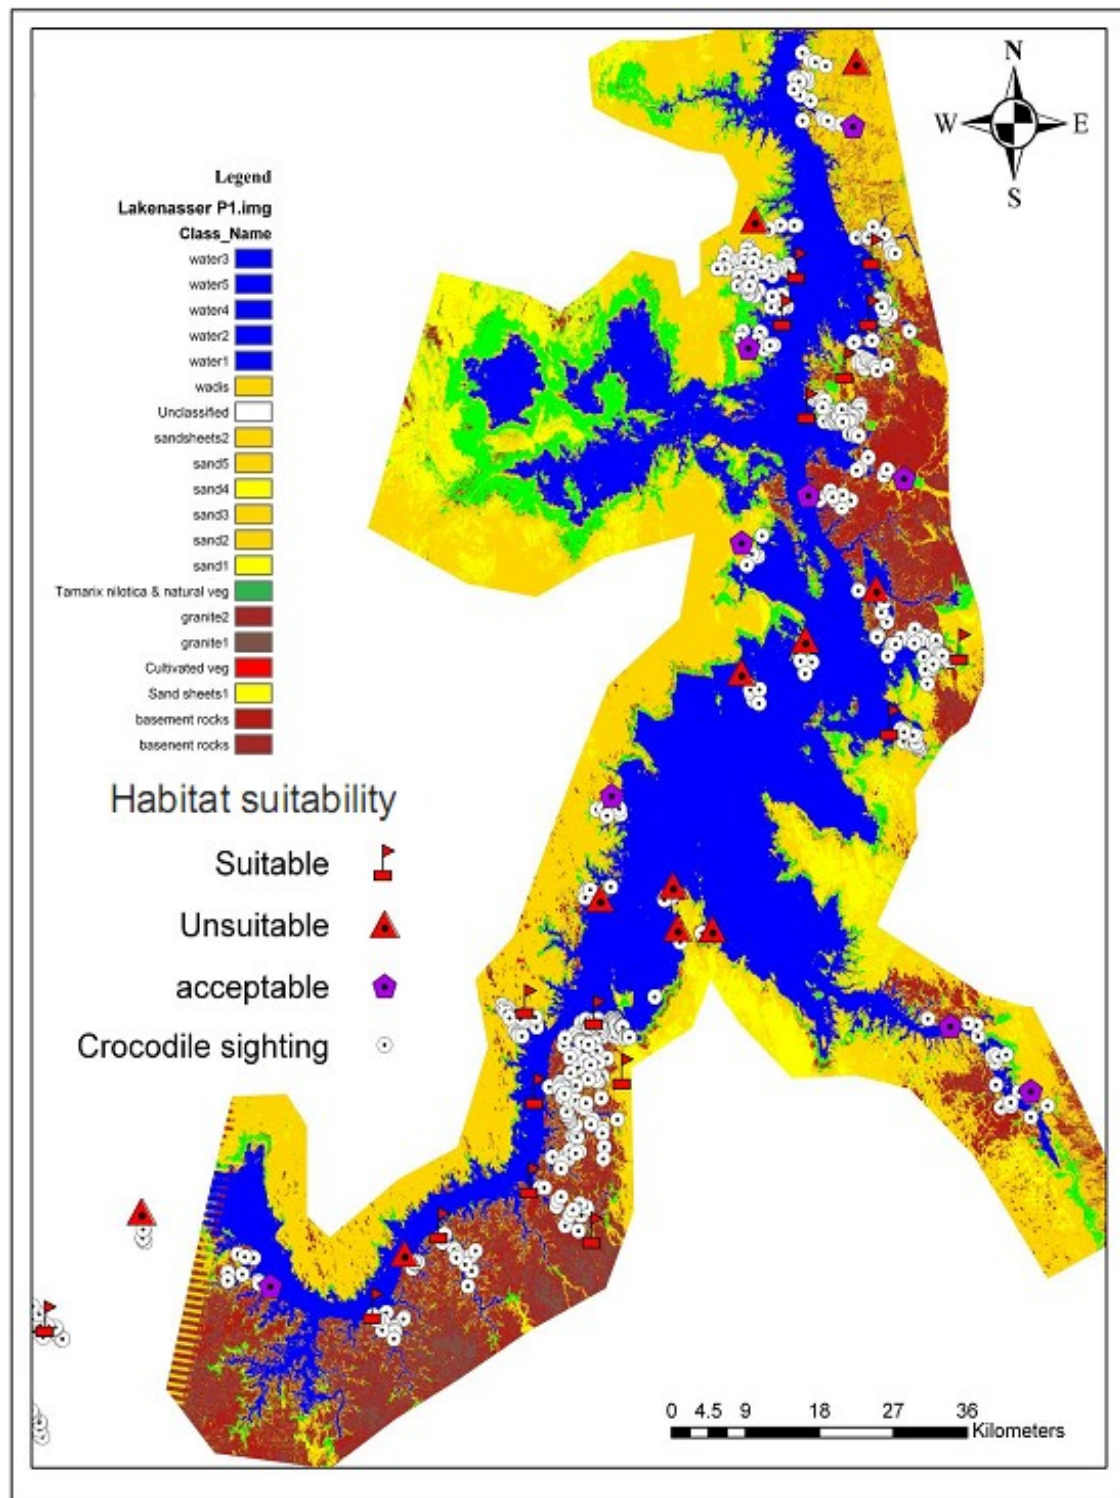 N
W E
S
Legend
Lakenasser P1.img
Class_Name
water3
water5
water4
water2
water1
wadis
Unclassified
sandsheets2
sand5
sand4
sand3
sand2
sand1
Tamarix nilotica & natural veg
granite2
granite1
Cultivated veg
Sand sheets1
basement rocks
basenent rocks
Habitat suitability
Suitable
Unsuitable
acceptable
Crocodile sighting
0 4.5 9 18 27 36
Kilometers